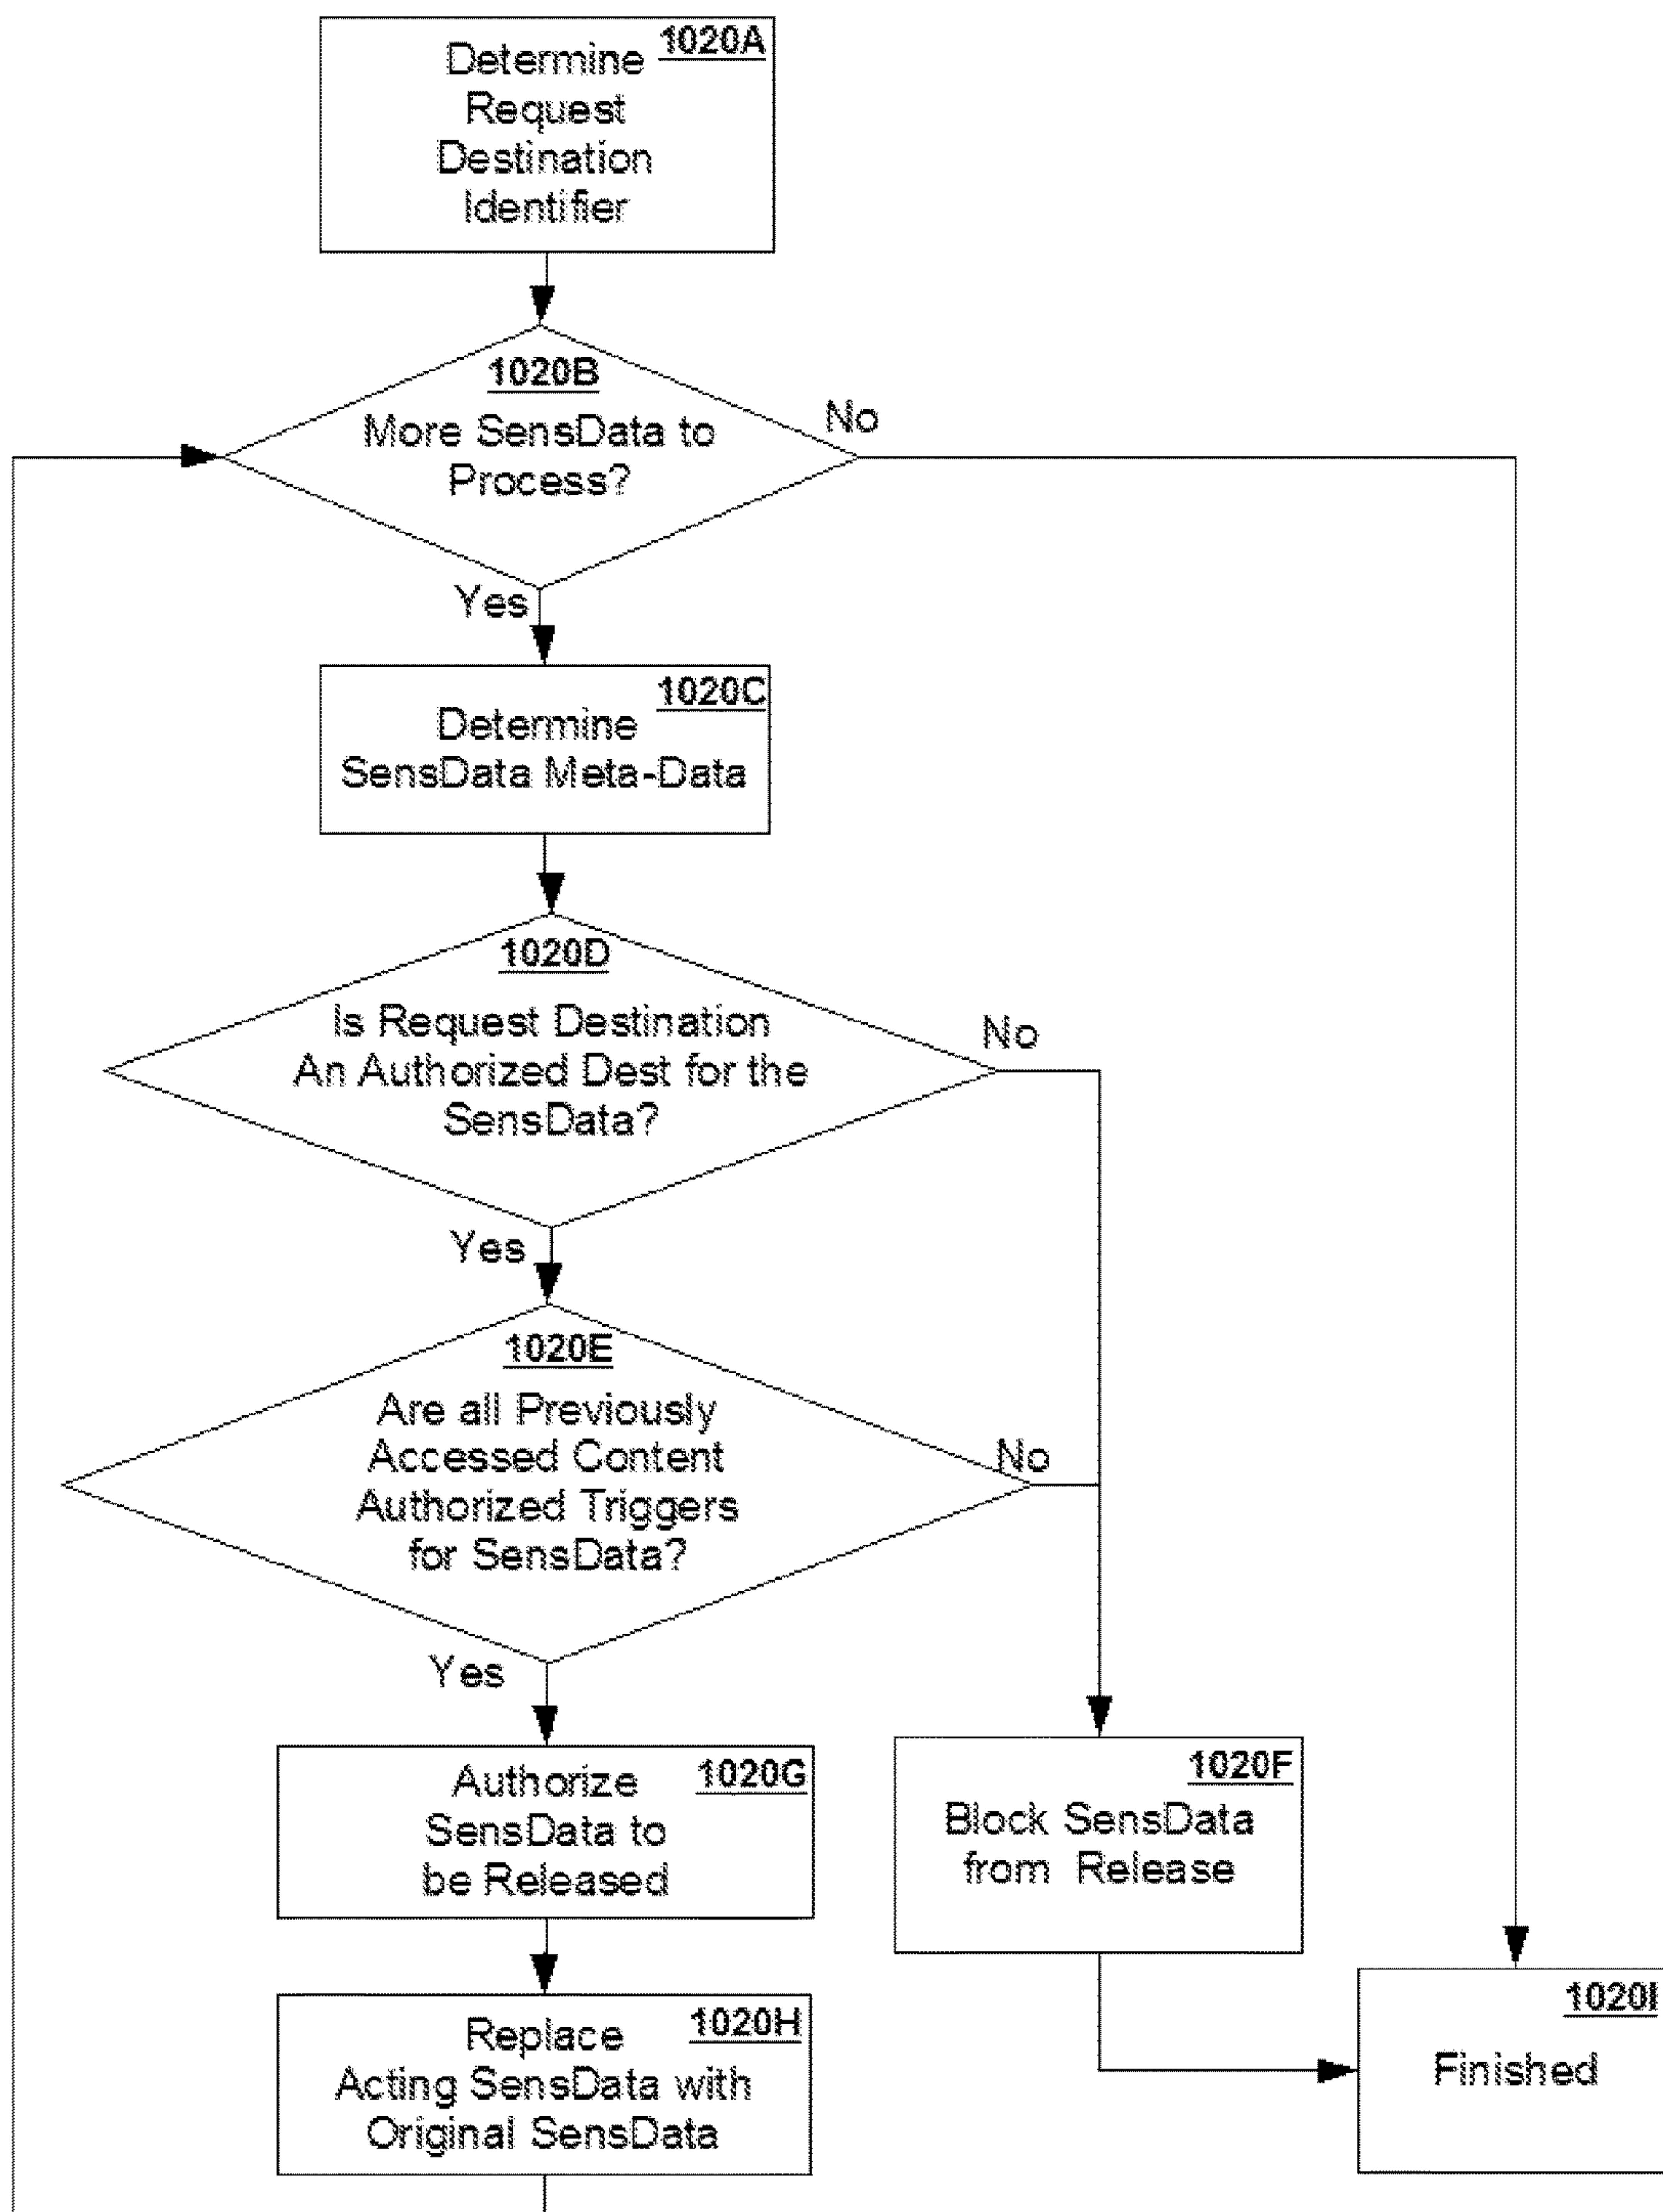 1020A
Determine
Request
Destination
Identifier
1020B
More SensData to
Process?
No
Yes
1020C
Determine
SensData Meta-Data
1020D
Is Request Destination
An Authorized Dest for the
SensData?
No
Yes
1020E
Are all Previously
Accessed Content
Authorized Triggers
for SensData?
No
Yes
1020G
Authorize
SensData to
be Released
1020F
Block SensData
from Release
1020H
Replace
Acting SensData with
Original SensData
1020I
Finished